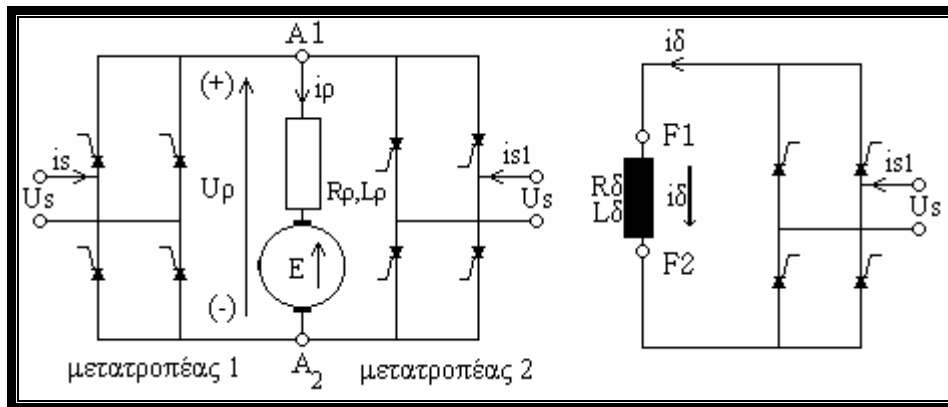 A1
iδ
(+)
iρ
F1
is
is1
is1
Us
Uρ
Rρ,Lρ
Us
Rδ
Lδ
iδ
Us
E
F2
(-)
μετατροπέας 1
A2
μετατροπέας 2